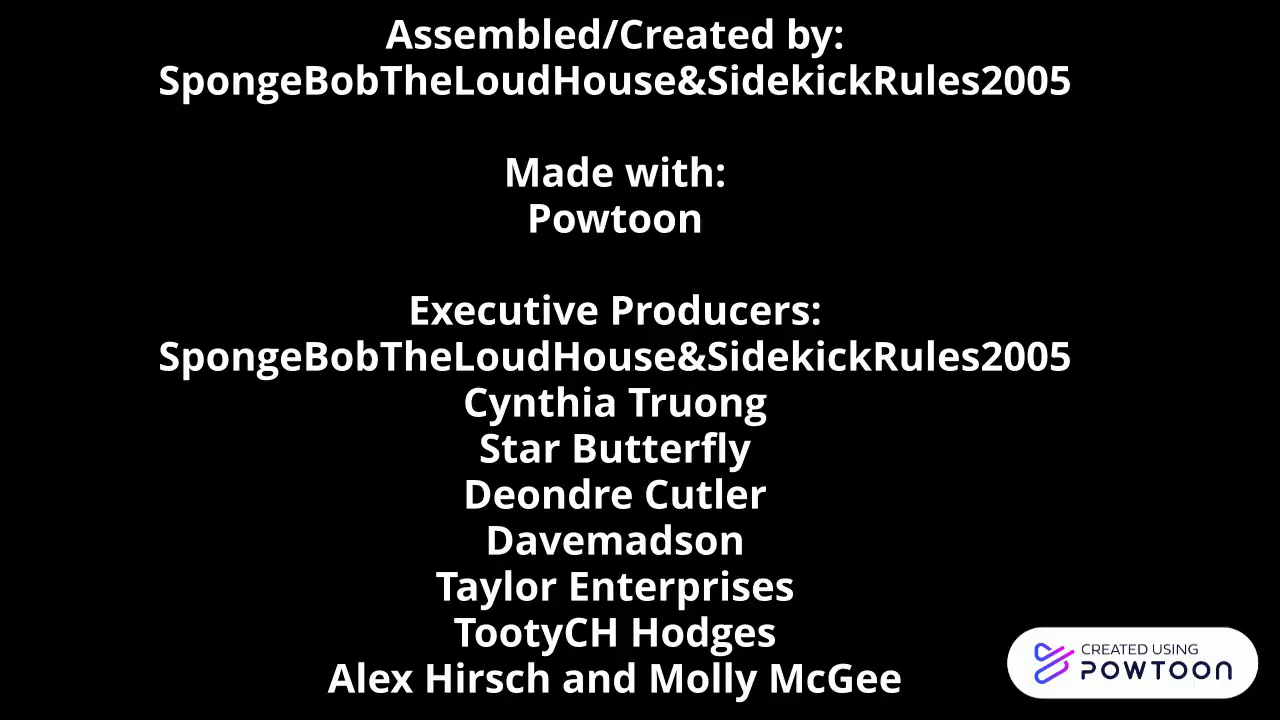 Assembled/Created by:
SpongeBobTheLoudHouse&SidekickRules2005
Made with:
Powtoon
Executive Producers:
SpongeBobTheLoudHouse&SidekickRules2005
Cynthia Truong
Star Butterfly
Deondre Cutler
Davemadson
Taylor Enterprises
TootyCH Hodges
Alex Hirsch and Molly McGee
CREATED USING
POWTOON